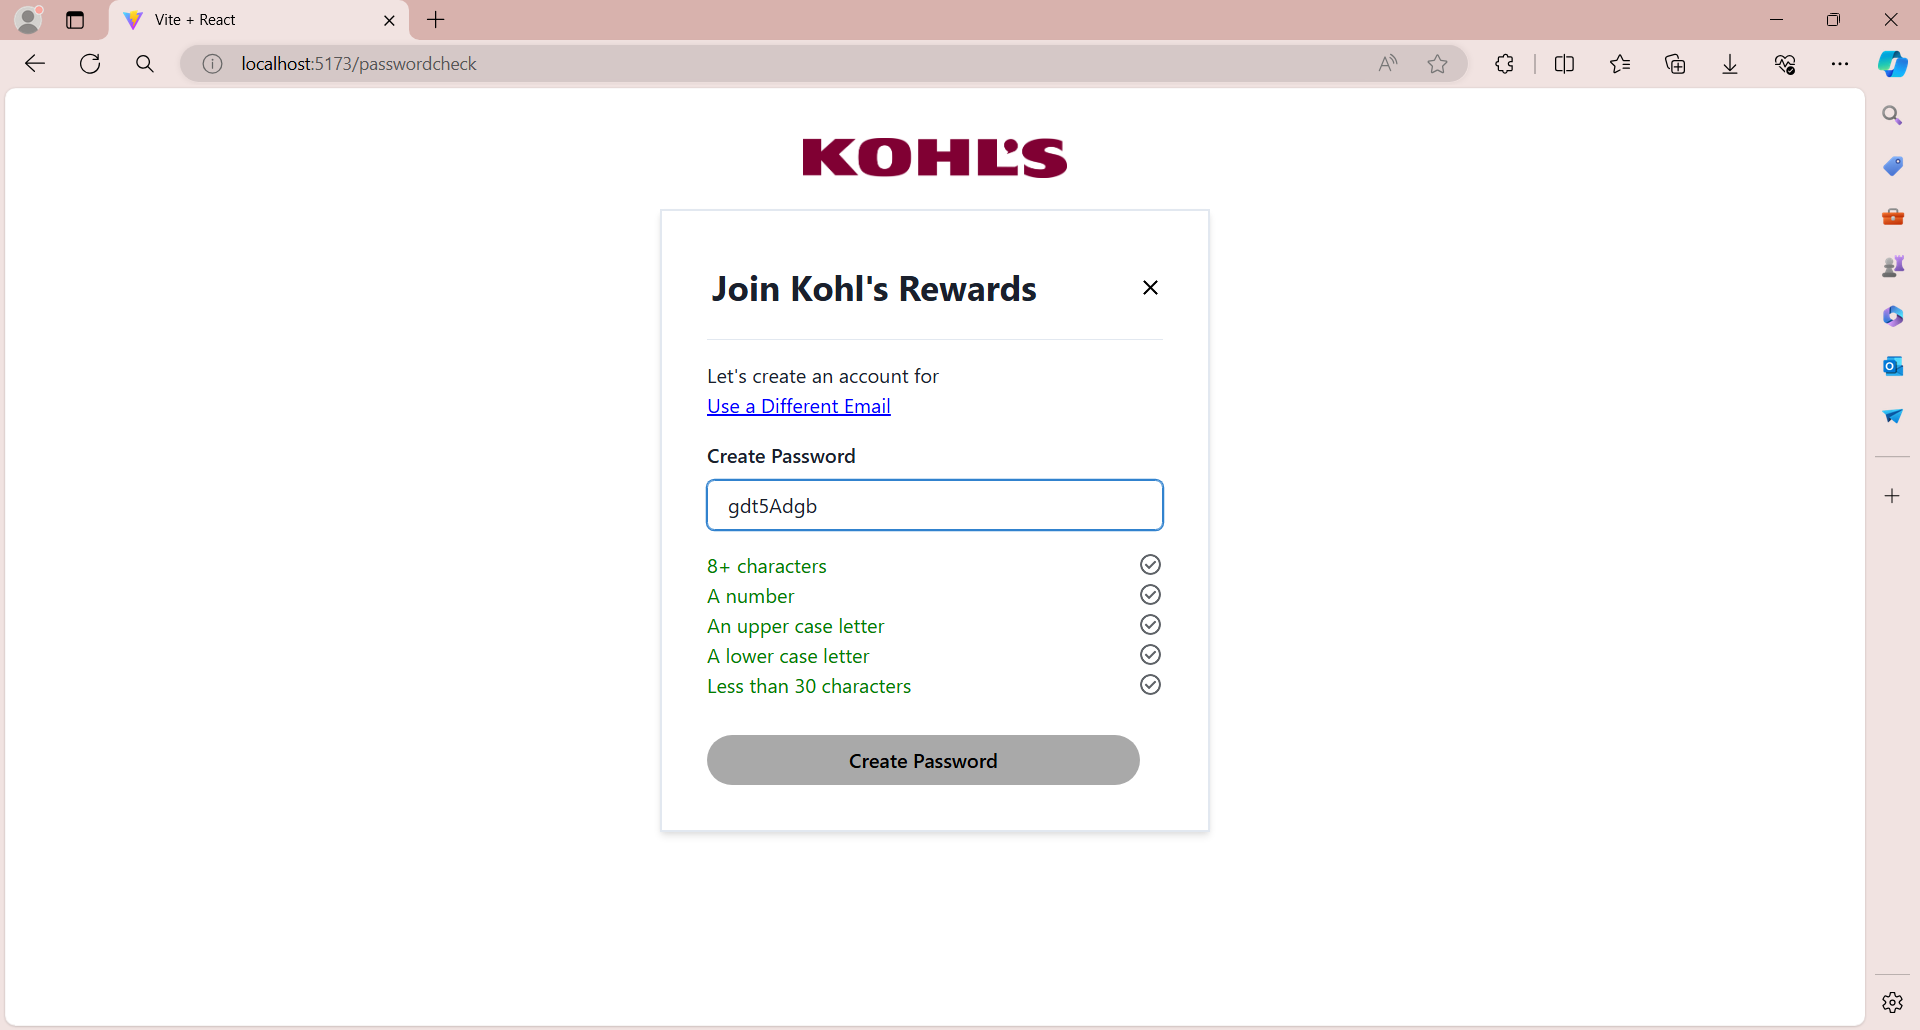 Vite + React
localhost:5173/passwordcheck
KOHL'S
Join Kohl's Rewards
Let's create an account for
Use a Different Email
Create Password
gdt5Adgb
8+ characters
A number
An upper case letter
A lower case letter
Less than 30 characters
Create Password